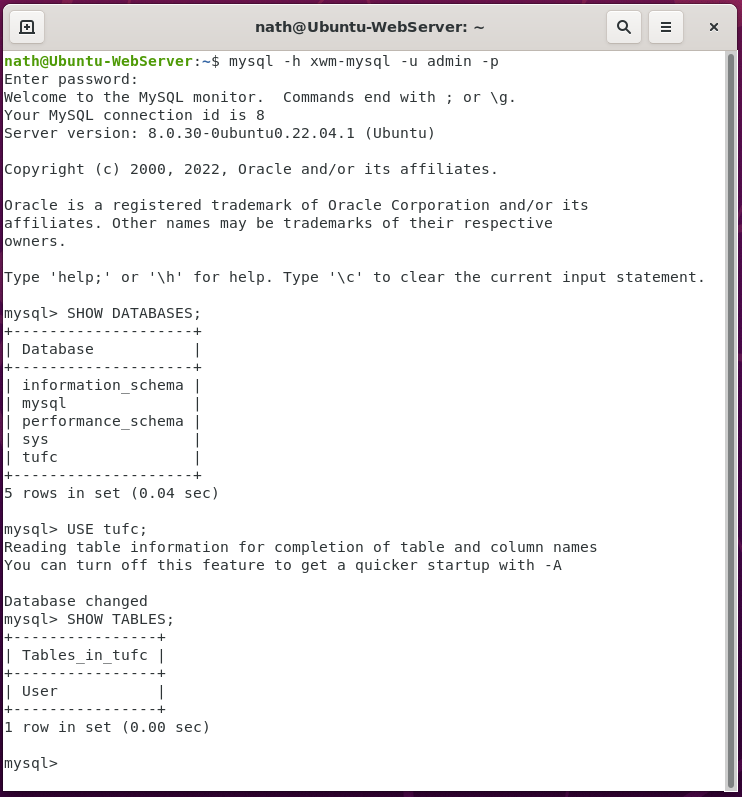 nath@Ubuntu-WebServer: ~
nath@Ubuntu-WebServer:~$ mysql -h xwm-mysql -u admin -p
Enter password:
Welcome to the MySQL monitor.  Commands end with ; or \g.
Your MySQL connection id is 8
Server version: 8.0.30-0ubuntu0.22.04.1 (Ubuntu)

Copyright (c) 2000, 2022, Oracle and/or its affiliates.

Oracle is a registered trademark of Oracle Corporation and/or its
affiliates. Other names may be trademarks of their respective
owners.

Type 'help;' or '\h' for help. Type '\c' to clear the current input statement.

mysql> SHOW DATABASES;
+--------------------+
| Database           |
+--------------------+
| information_schema |
| mysql              |
| performance_schema |
| sys                |
| tufc               |
+--------------------+
5 rows in set (0.04 sec)

mysql> USE tufc;
Reading table information for completion of table and column names
You can turn off this feature to get a quicker startup with -A

Database changed
mysql> SHOW TABLES;
+----------------+
| Tables_in_tufc |
+----------------+
| User           |
+----------------+
1 row in set (0.00 sec)

mysql>